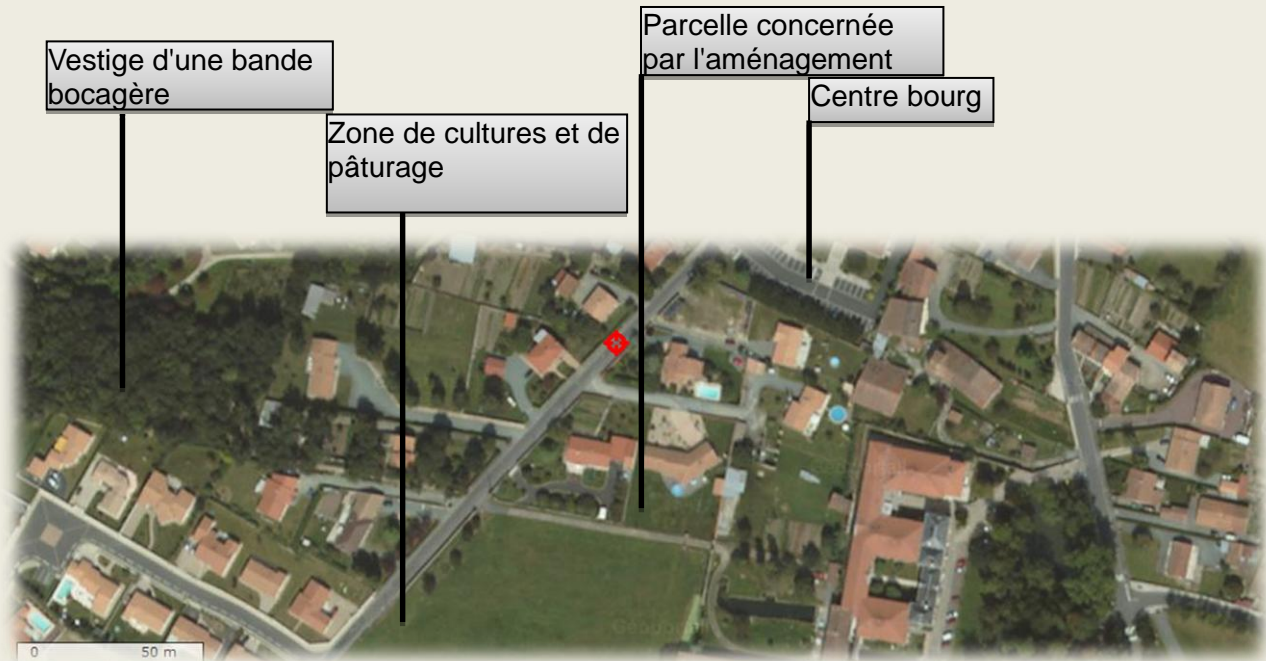 Parcelle concernée
par l'aménagement
Vestige d'une bande
bocagère
Centre bourg
Zone de cultures et de
pâturage
0 50 m